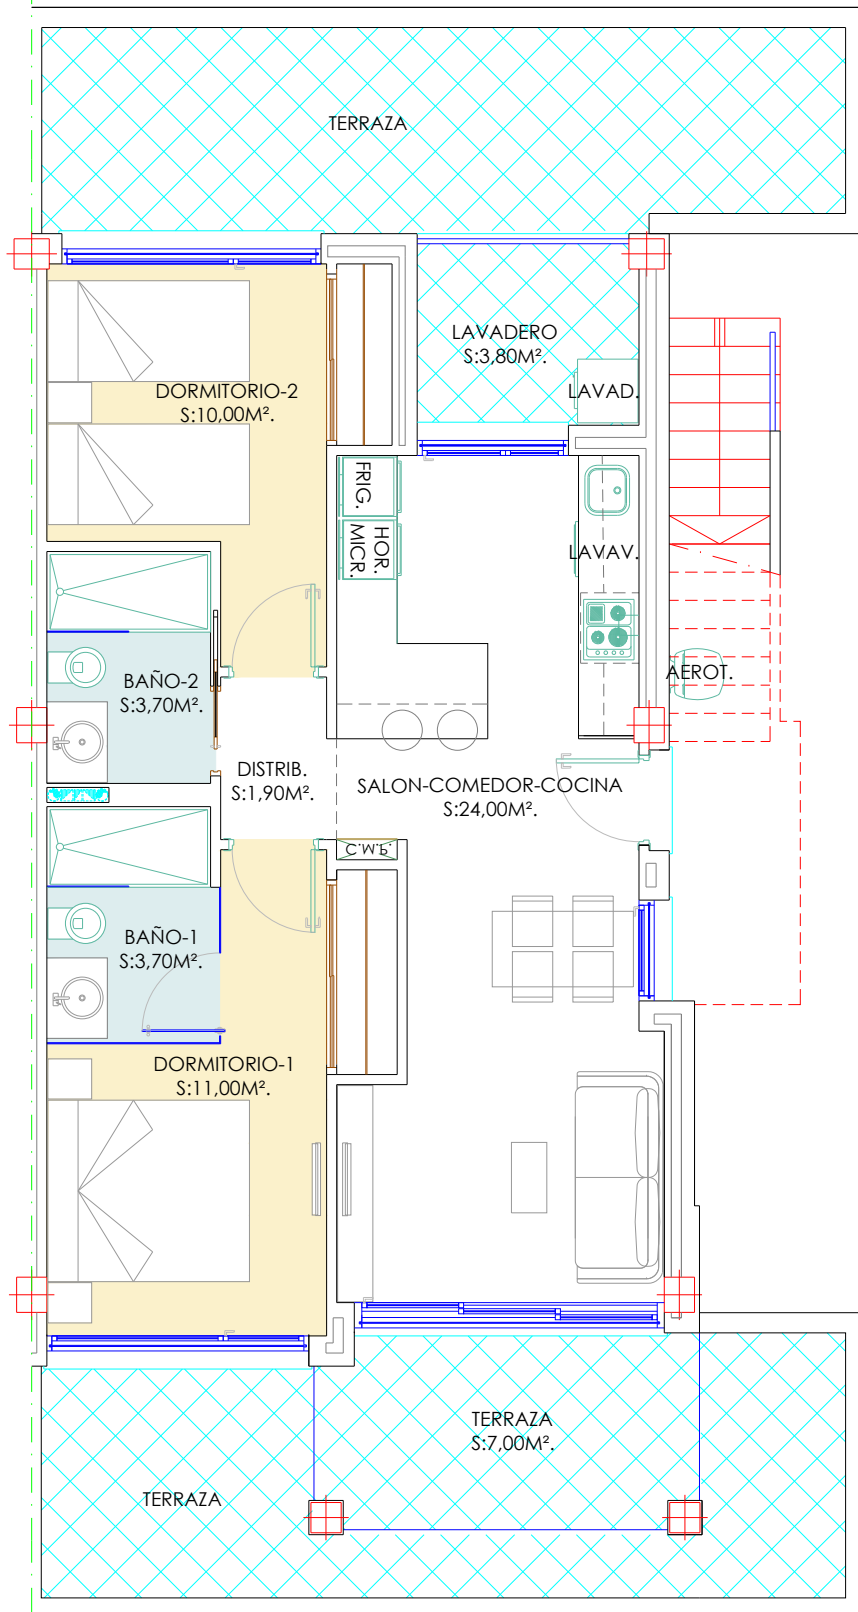 TERRAZA
LAVADERO
S:3,80M².
LAVAD.
DORMITORIO-2
S:10,00M².
FRIG.
HOR.
MICR.
LAVAV.
AEROT.
BAÑO-2
S:3,70M².
DISTRIB.
S:1,90M².
SALON-COMEDOR-COCINA
S:24,00M².
C.M.P.
BAÑO-1
S:3,70M².
DORMITORIO-1
S:11,00M².
TERRAZA
S:7,00M².
TERRAZA